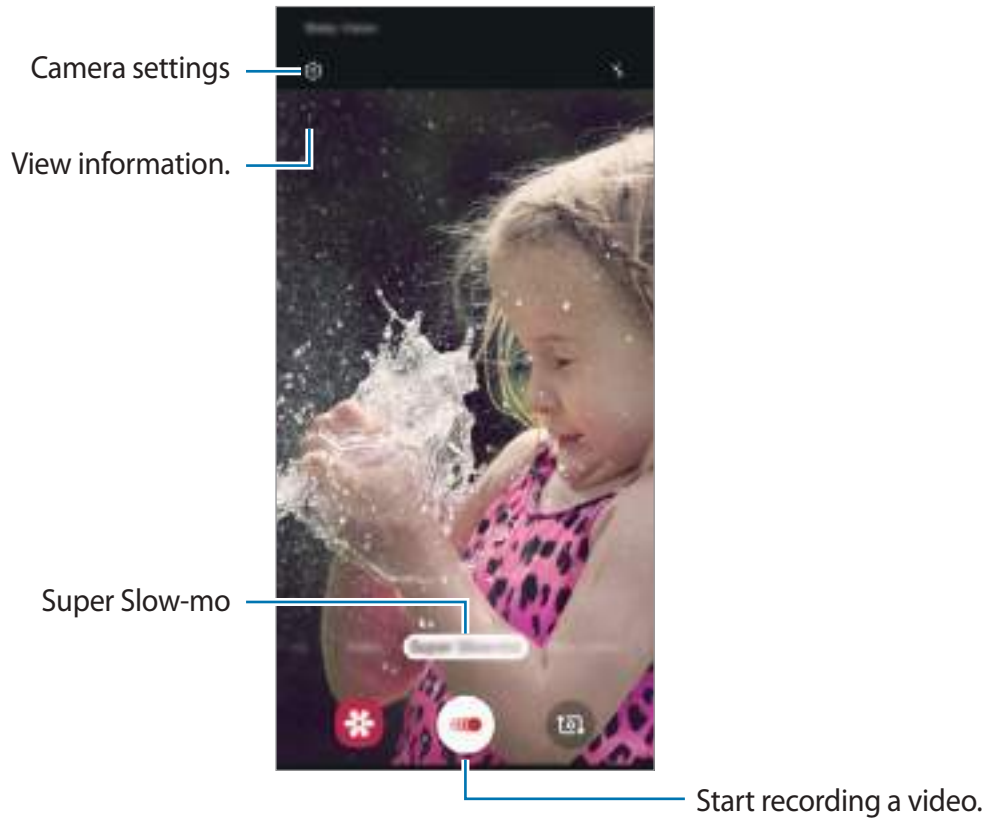 Camera settings
View information.
Super Slow-mo
Start recording a video.